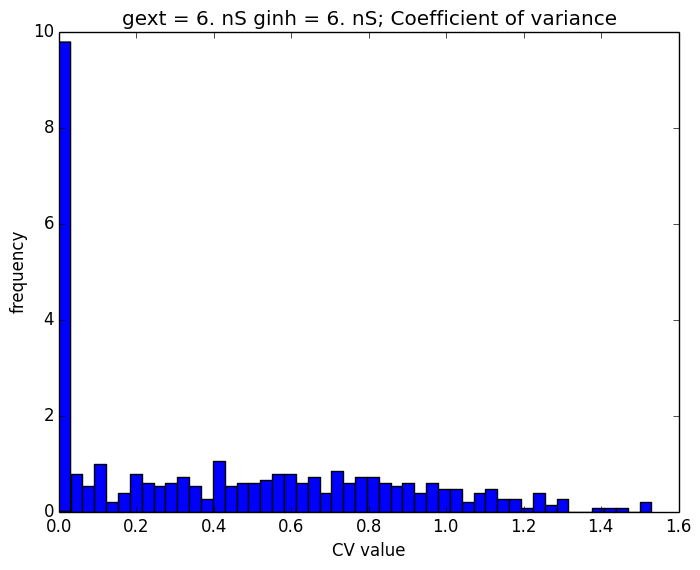 gext = 6. nS ginh = 6. nS; Coefficient of variance
10
8
6
4
2
0
frequency
0.0 0.2 0.4 0.6 0.8 1.0 1.2 1.4 1.6
CV value